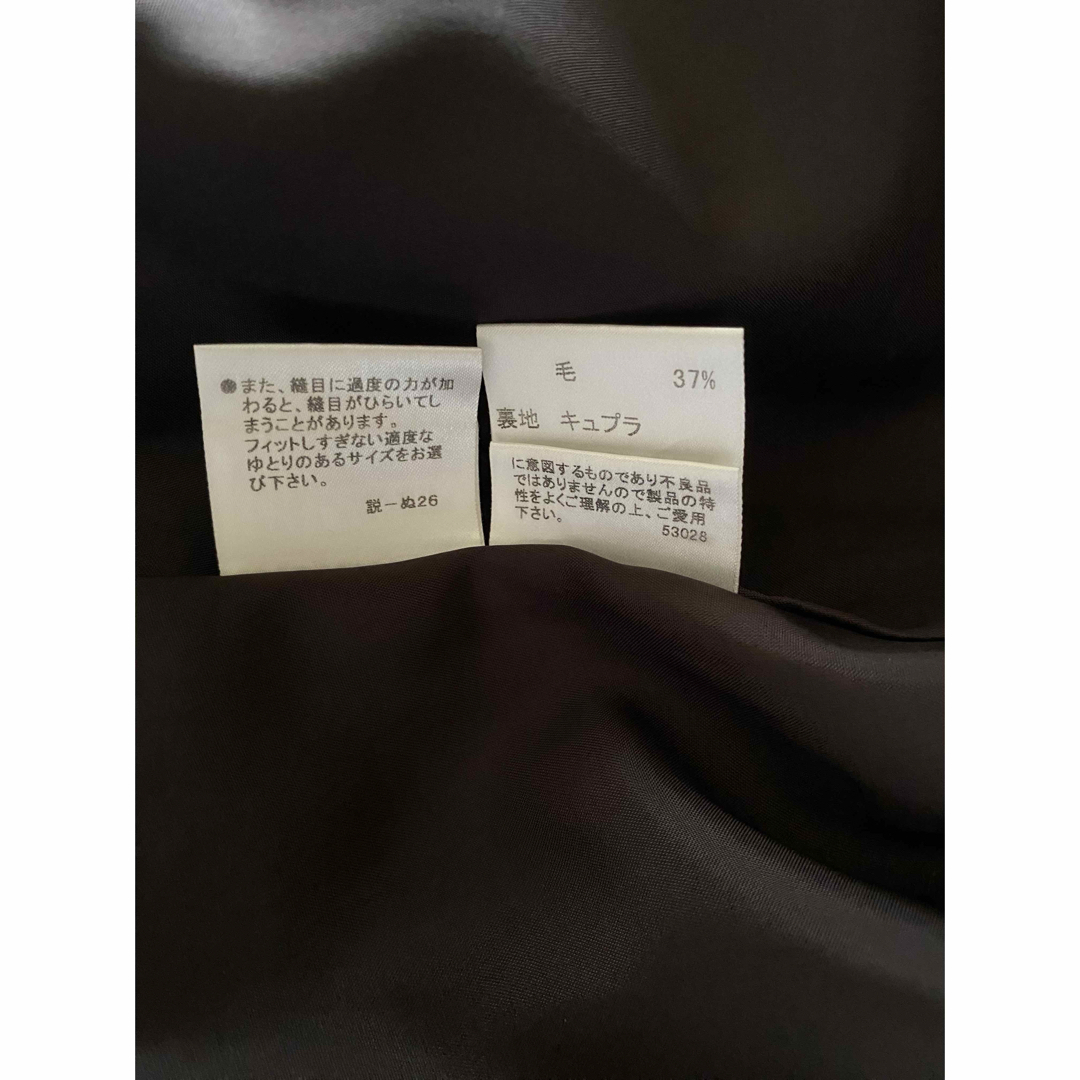 ●また、縫目に過度の力が加
わると、縫目がひらいてし
まうことがあります。
フィットしすぎない適度な
ゆとりのあるサイズをお選
び下さい。
説－ぬ26
毛 37%
裏地 キュプラ
に意図するものであり不良品
ではありませんので製品の特
性をよくご理解の上、ご愛用
下さい。
53028